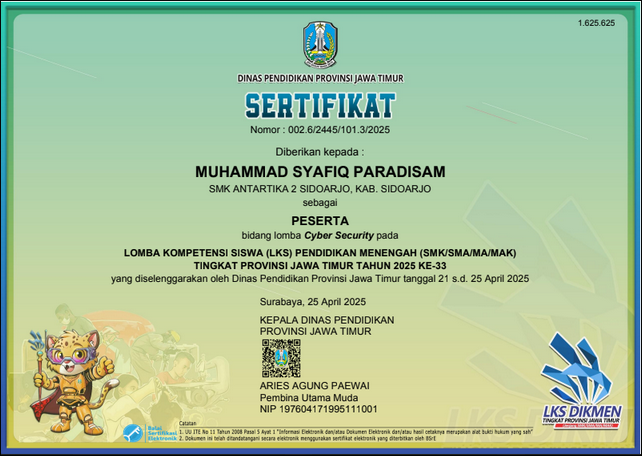 1.625.625
DINAS PENDIDIKAN PROVINSI JAWA TIMUR
SERTIFIKAT
Nomor : 002.6/2445/101.3/2025
Diberikan kepada :
MUHAMMAD SYAFIQ PARADISAM
SMK ANTARTIKA 2 SIDOARJO, KAB. SIDOARJO
sebagai
PESERTA
bidang lomba Cyber Security pada
LOMBA KOMPETENSI SISWA (LKS) PENDIDIKAN MENENGAH (SMK/SMA/MA/MAK)
TINGKAT PROVINSI JAWA TIMUR TAHUN 2025 KE-33
yang diselenggarakan oleh Dinas Pendidikan Provinsi Jawa Timur tanggal 21 s.d. 25 April 2025
Surabaya, 25 April 2025
KEPALA DINAS PENDIDIKAN
PROVINSI JAWA TIMUR
ARIES AGUNG PAEWAI
Pembina Utama Muda
NIP 197604171995111001
LKS DIKMEN
TINGKAT PROVINSI JAWA TIMUR
Balai
Sertifikasi
Elektronik
Catatan
1. UU ITE No 11 Tahun 2008 Pasal 5 Ayat 1 "Informasi Elektronik dan/atau Dokumen Elektronik dan/atau hasil cetaknya merupakan alat bukti hukum yang sah"
2. Dokumen ini telah ditandatangani secara elektronik menggunakan sertifikat elektronik yang diterbitkan oleh BSrE